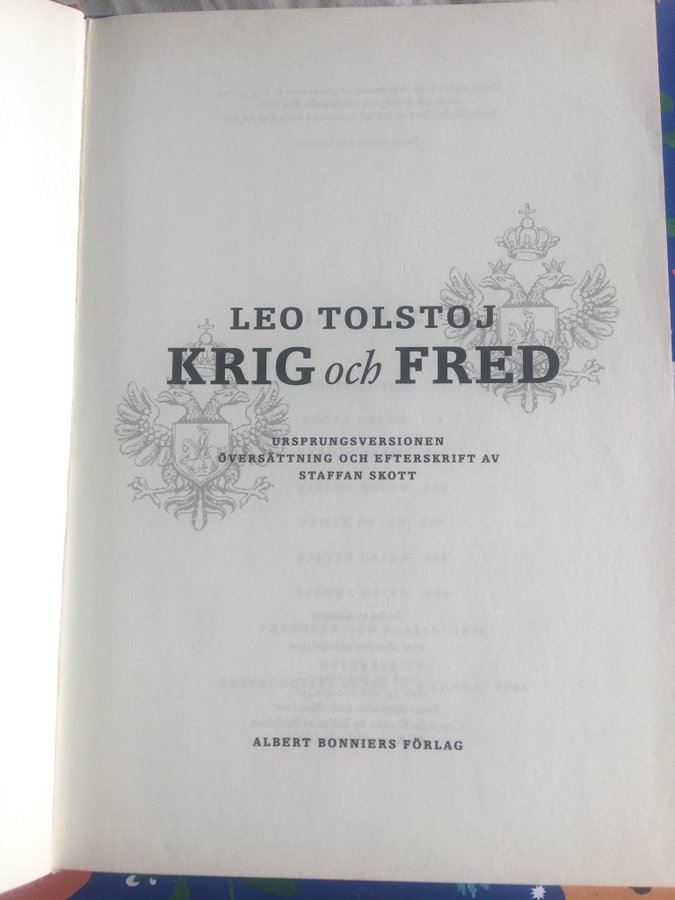 LEO TOLSTOJ
KRIG och FRED
URSPRUNGSVERSIONEN
ÖVERSÄTTNING OCH EFTERSKRIFT AV
STAFFAN SKOTT
ALBERT BONNIERS FÖRLAG